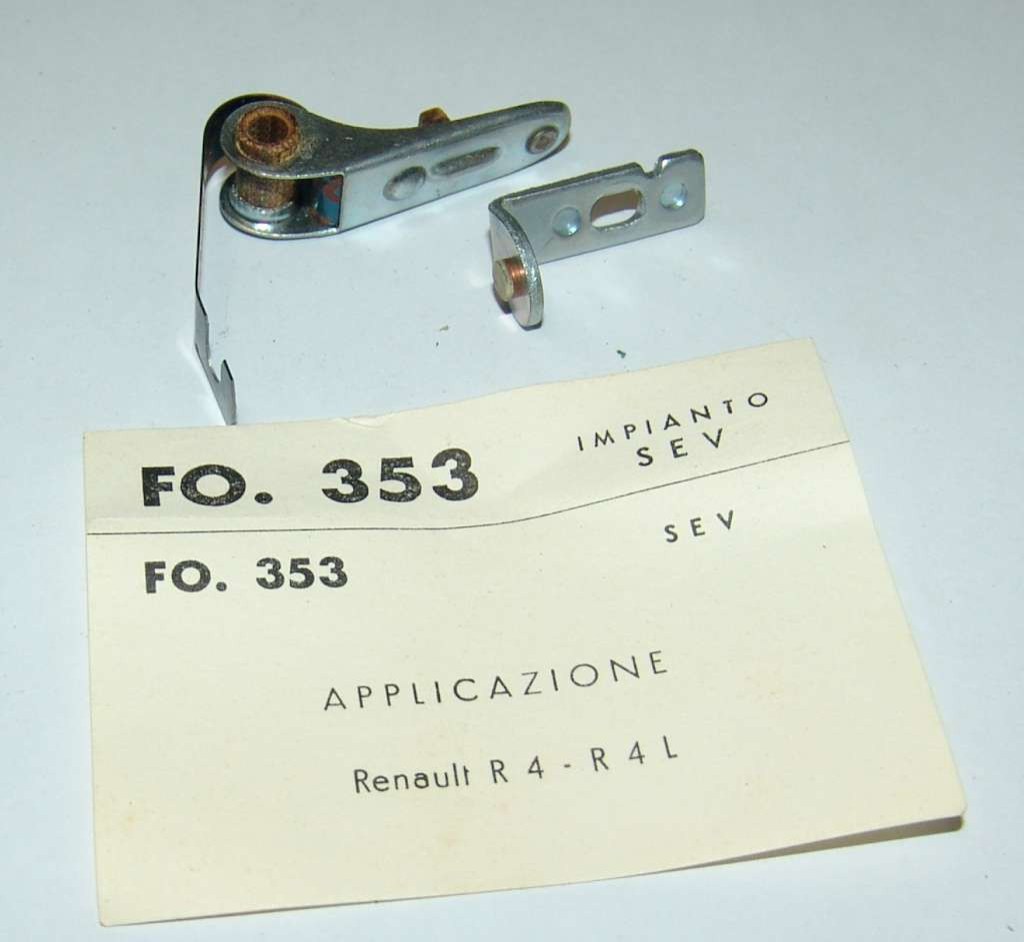 FO. 353
IMPIANTO
SEV
FO. 353
SEV
APPLICAZIONE
Renault R 4 - R 4 L